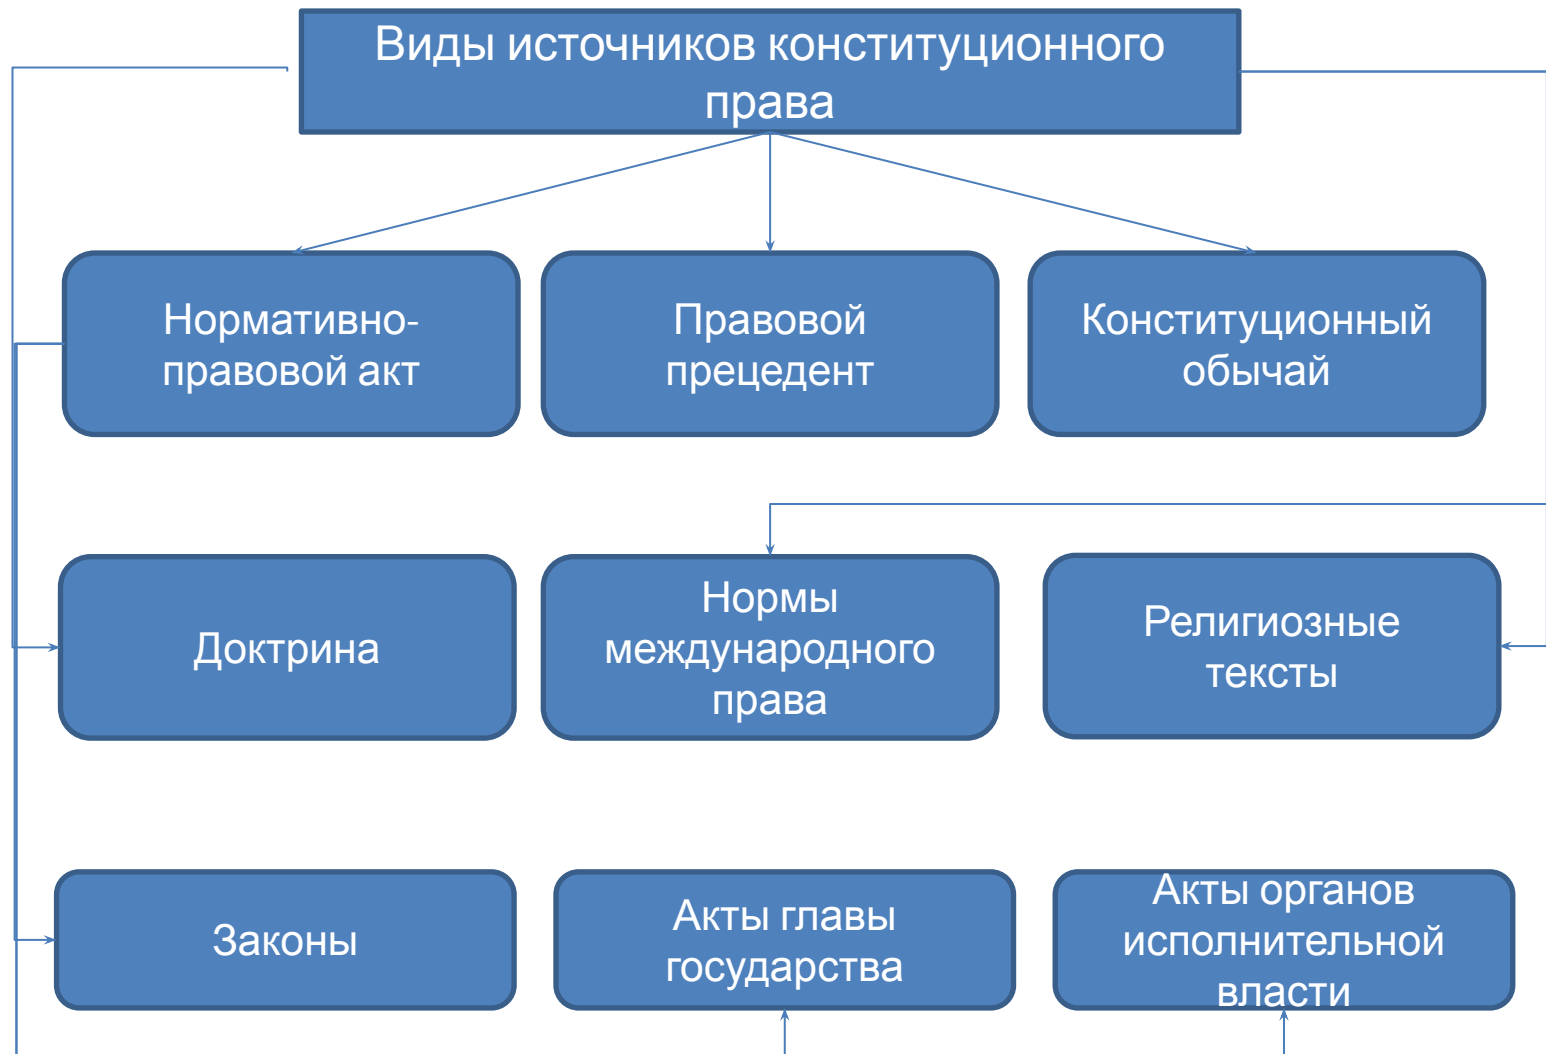 Виды источников конституционного
права
Нормативно-
правовой акт
Правовой
прецедент
Конституционный
обычай
Доктрина
Нормы
международного
права
Религиозные
тексты
Законы
Акты главы
государства
Акты органов
исполнительной
власти